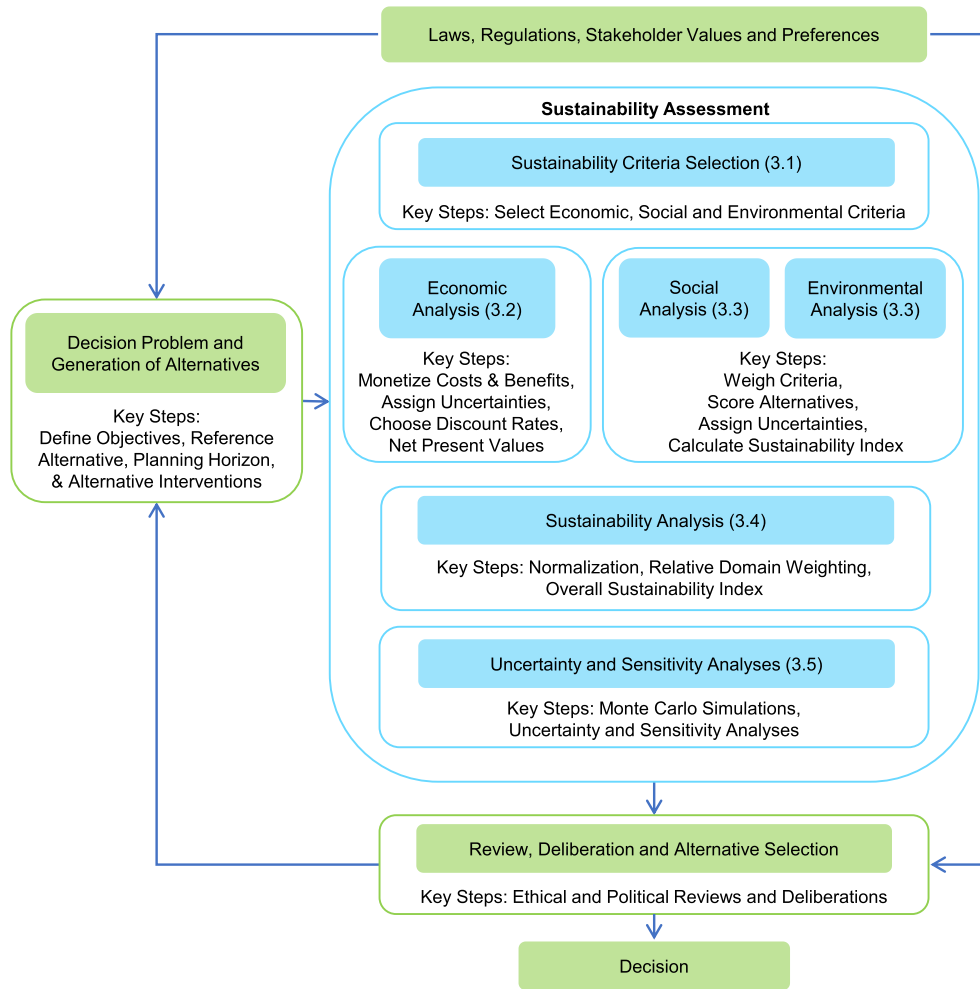 Laws, Regulations, Stakeholder Values and Preferences
Sustainability Assessment
Sustainability Criteria Selection (3.1)
Key Steps: Select Economic, Social and Environmental Criteria
Economic
Analysis (3.2)
Key Steps:
Monetize Costs & Benefits,
Assign Uncertainties,
Choose Discount Rates,
Net Present Values
Social
Analysis (3.3)
Environmental
Analysis (3.3)
Key Steps:
Weigh Criteria,
Score Alternatives,
Assign Uncertainties,
Calculate Sustainability Index
Decision Problem and
Generation of Alternatives
Key Steps:
Define Objectives, Reference
Alternative, Planning Horizon,
& Alternative Interventions
Sustainability Analysis (3.4)
Key Steps: Normalization, Relative Domain Weighting,
Overall Sustainability Index
Uncertainty and Sensitivity Analyses (3.5)
Key Steps: Monte Carlo Simulations,
Uncertainty and Sensitivity Analyses
Review, Deliberation and Alternative Selection
Key Steps: Ethical and Political Reviews and Deliberations
Decision